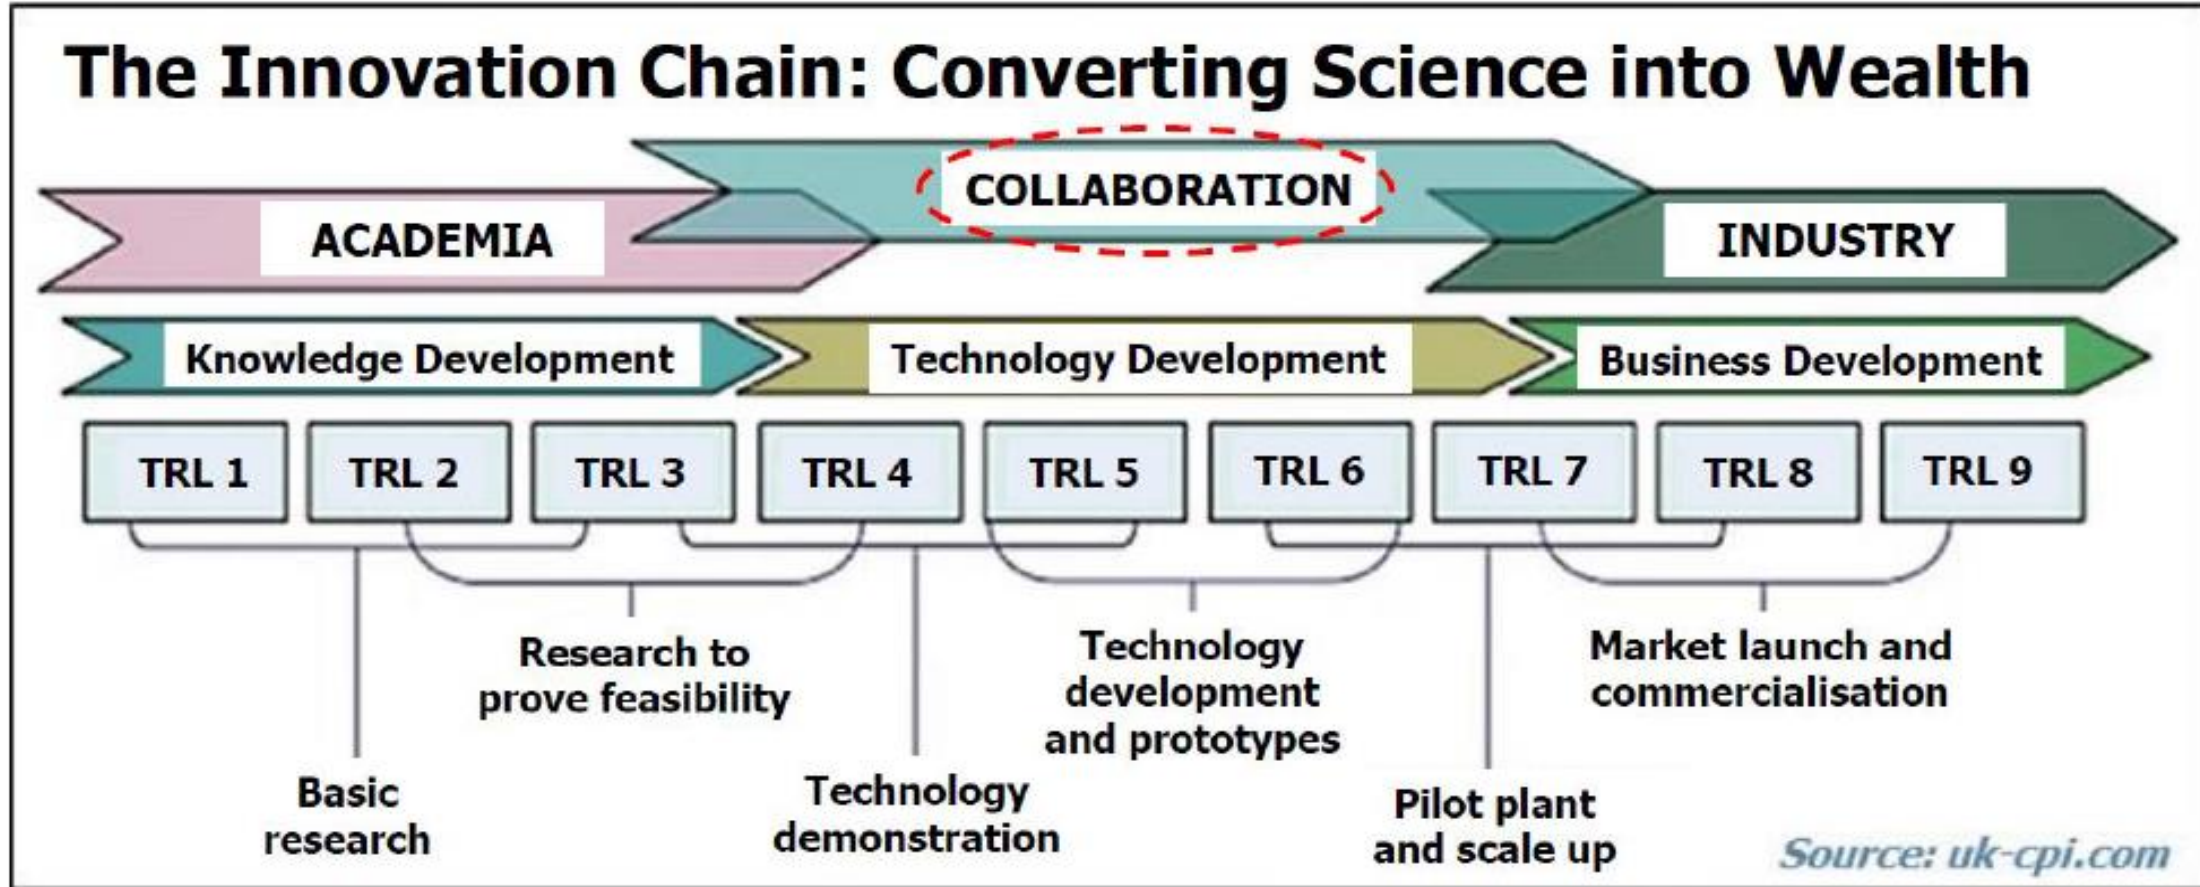 The Innovation Chain: Converting Science into Wealth
COLLABORATION
ACADEMIA
INDUSTRY
Knowledge Development
Technology Development
Business Development
TRL 1
TRL 2
TRL 3
TRL 4
TRL 5
TRL 6
TRL 7
TRL 8
TRL 9
Research to
prove feasibility
Technology
development
and prototypes
Market launch and
commercialisation
Basic
research
Technology
demonstration
Pilot plant
and scale up
Source: uk-cpi.com